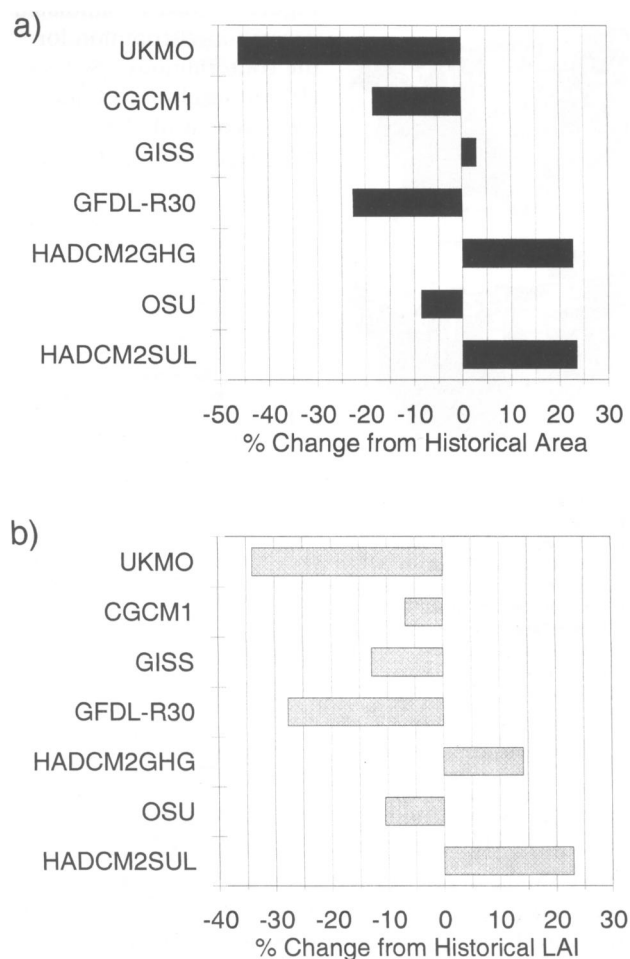 a)
UKMO
CGCM1
GISS
GFDL-R30
HADCM2GHG
OSU
HADCM2SUL
-50 -40 -30 -20 -10 0 10 20 30
% Change from Historical Area
b)
UKMO
CGCM1
GISS
GFDL-R30
HADCM2GHG
OSU
HADCM2SUL
-40 -30 -20 -10 0 10 20 30
% Change from Historical LAI